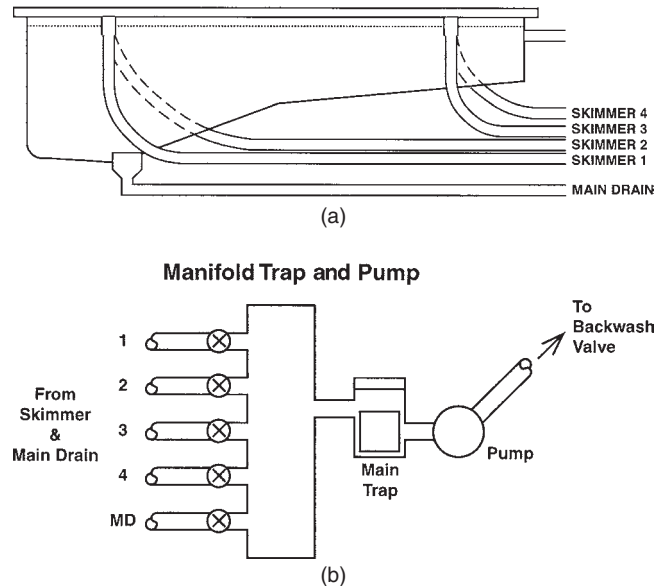 SKIMMER 4
SKIMMER 3
SKIMMER 2
SKIMMER 1
MAIN DRAIN
(a)
Manifold Trap and Pump
To
Backwash
Valve
1
2
3
4
MD
From
Skimmer
&
Main Drain
Main
Trap
Pump
(b)